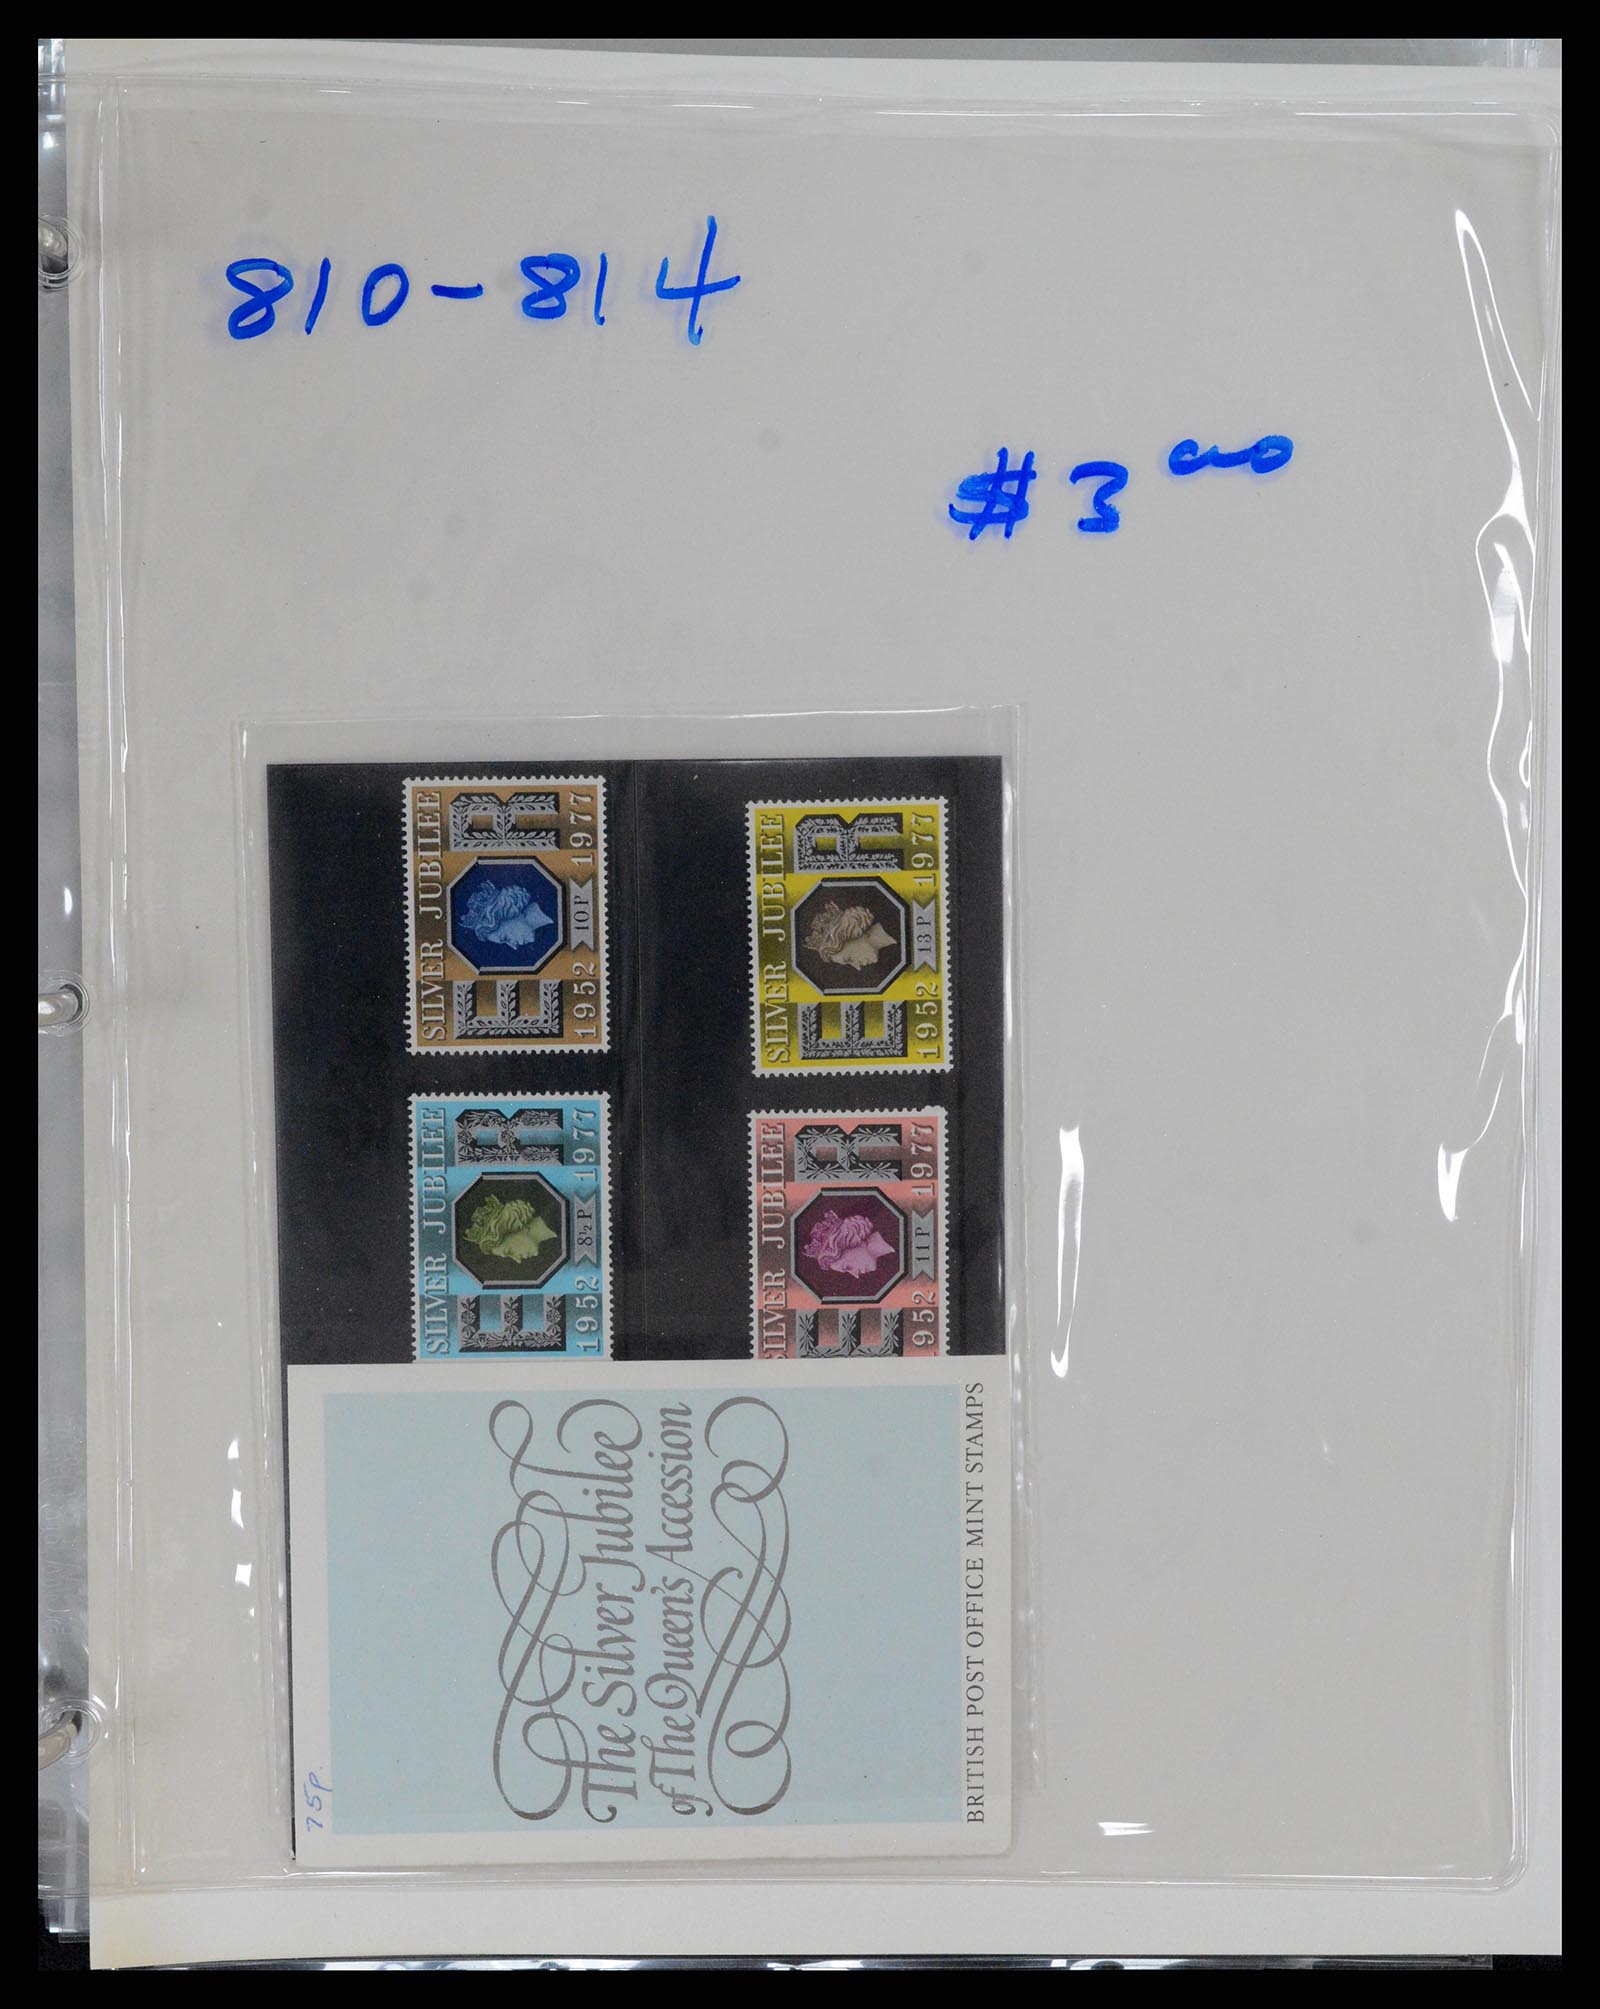 810-814
$3 00
SILVER JUBILEE
E R
10P
1952 1977
SILVER JUBILEE
E R
13P
1952 1977
SILVER JUBILEE
E R
8½P
1952 1977
SILVER JUBILEE
E R
11P
1952 1977
75p.
The Silver Jubilee
of The Queen's Accession
BRITISH POST OFFICE MINT STAMPS